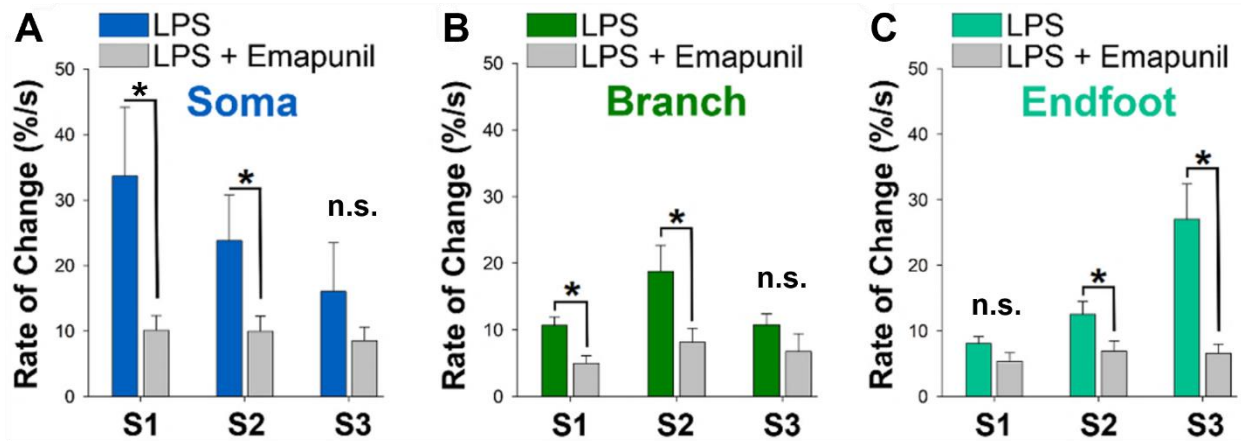 A
LPS
LPS + Emapunil
Soma
Rate of Change (%/s)
50
40
30
20
10
0
*
*
n.s.
S1
S2
S3
B
LPS
LPS + Emapunil
Branch
Rate of Change (%/s)
50
40
30
20
10
0
*
*
n.s.
S1
S2
S3
C
LPS
LPS + Emapunil
Endfoot
Rate of Change (%/s)
50
40
30
20
10
0
n.s.
*
*
S1
S2
S3